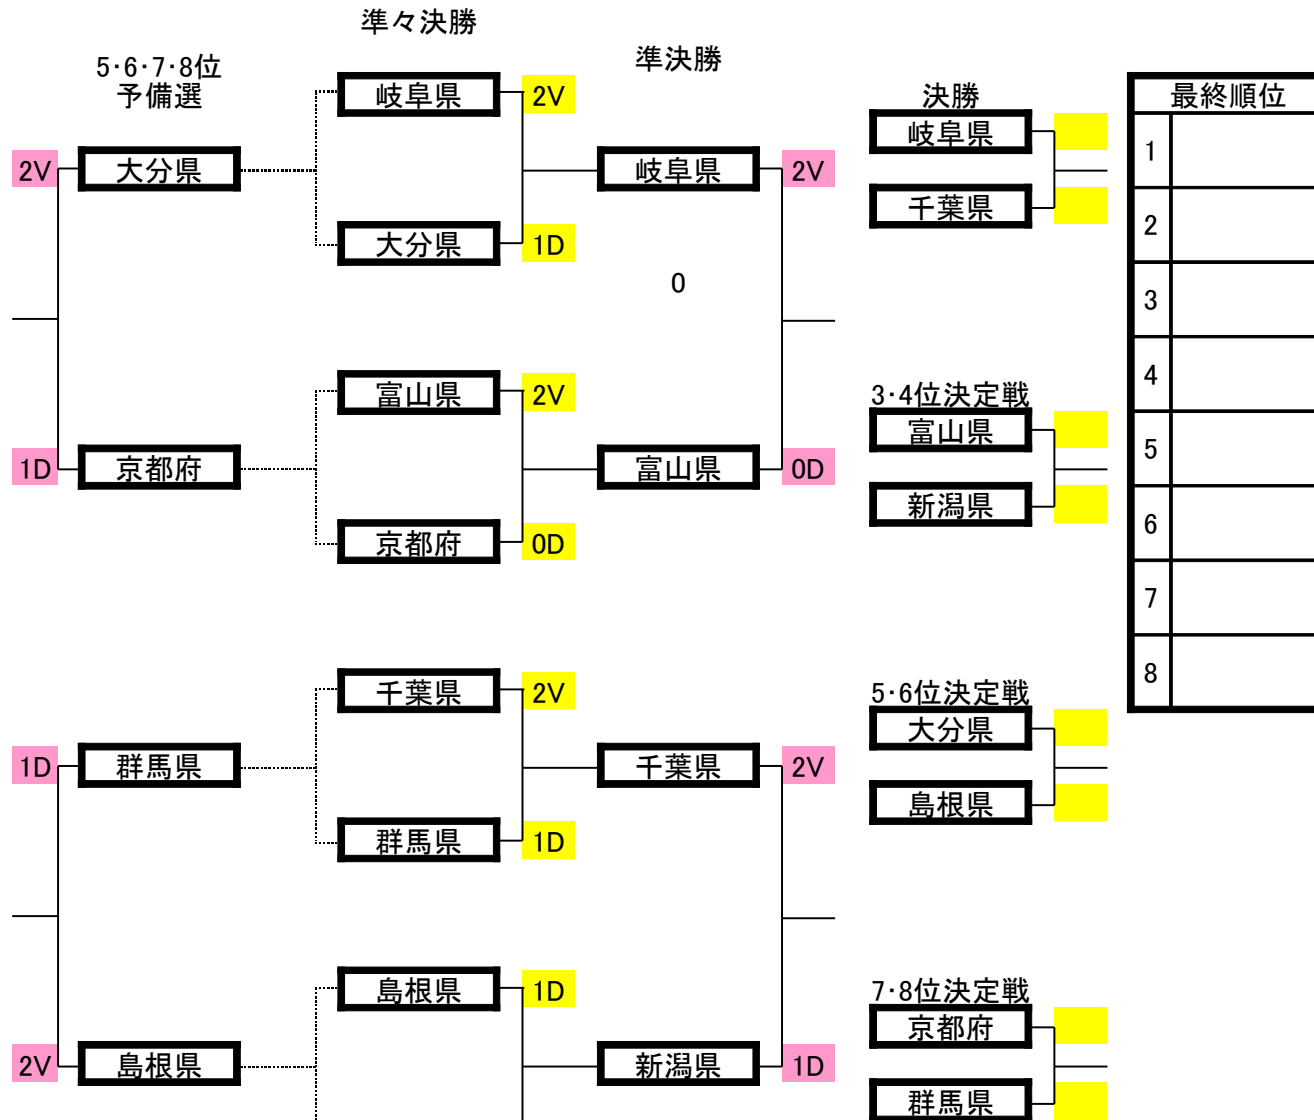 準々決勝
準決勝
5･6･7･8位
予備選
岐阜県
2V
決勝
最終順位
岐阜県
1
2V
大分県
岐阜県
2V
千葉県
2
大分県
1D
0
3
富山県
2V
3･4位決定戦
4
富山県
1D
京都府
富山県
0D
5
新潟県
京都府
0D
6
7
千葉県
2V
5･6位決定戦
8
大分県
1D
群馬県
千葉県
2V
島根県
群馬県
1D
島根県
1D
7･8位決定戦
京都府
2V
島根県
新潟県
1D
群馬県